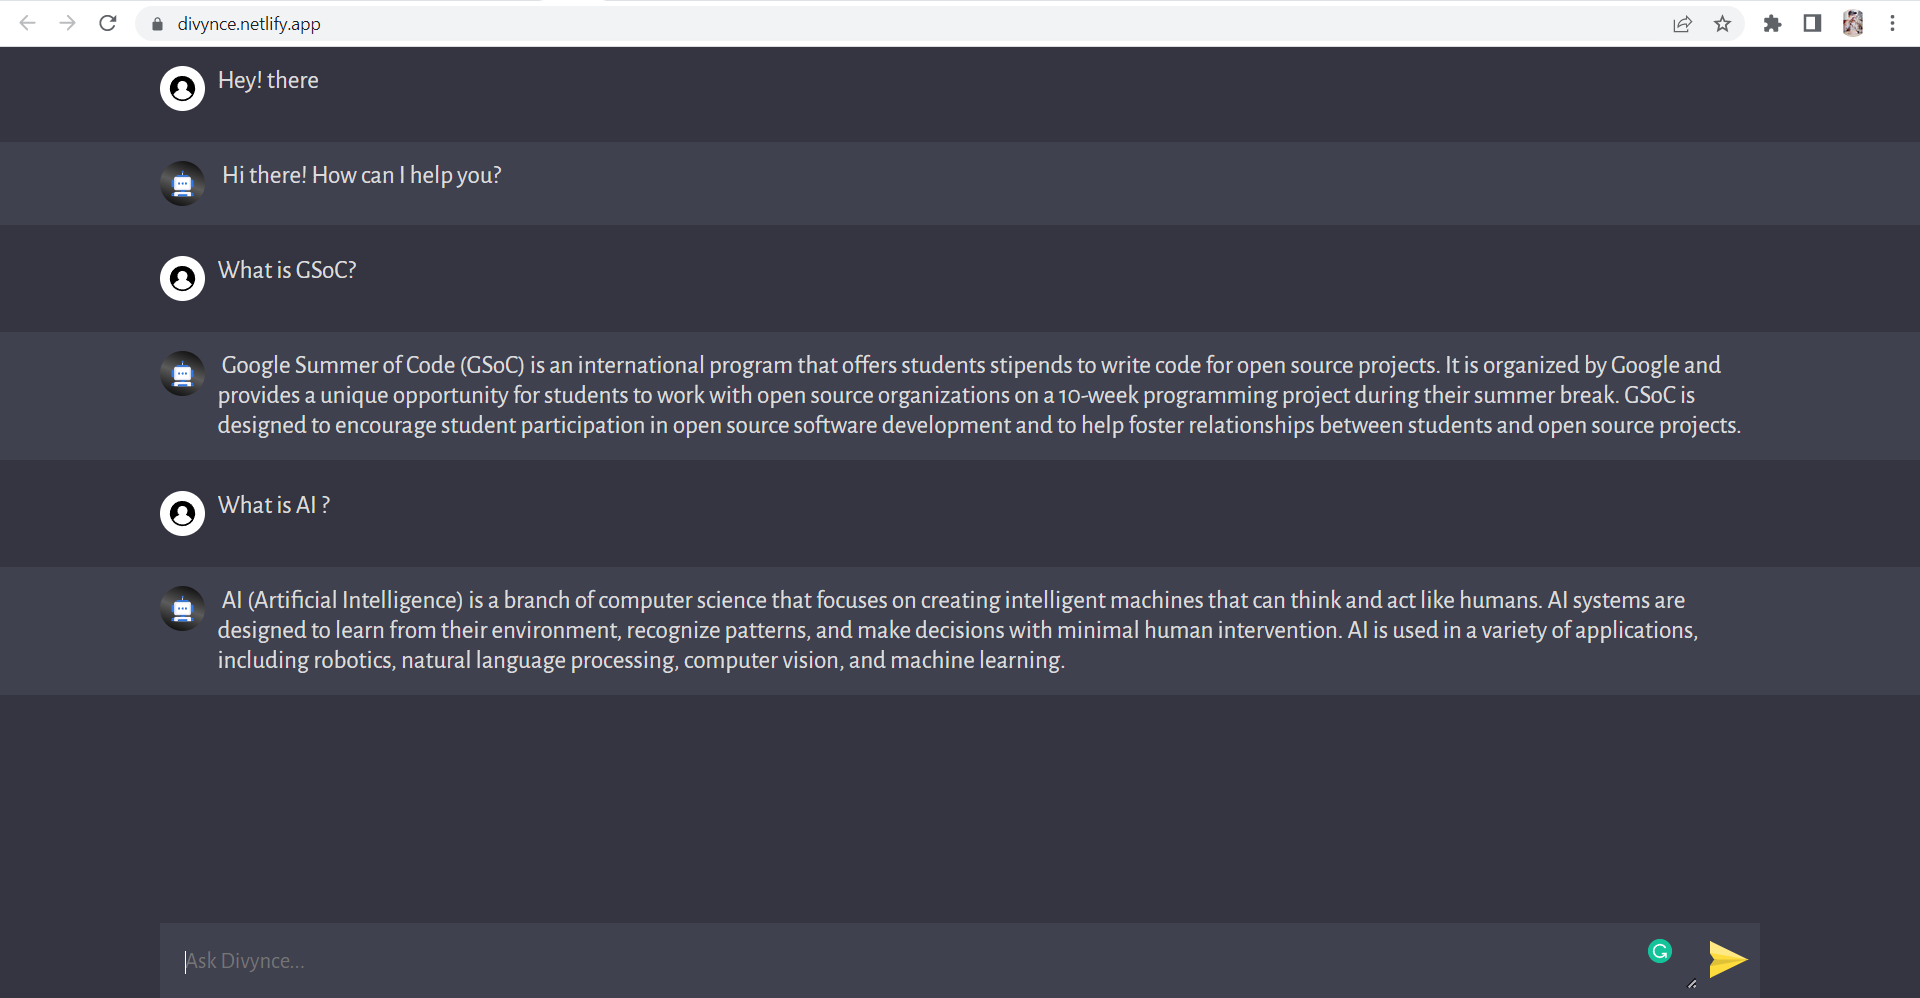 divynce.netlify.app
Hey! there
Hi there! How can I help you?
What is GSoC?
Google Summer of Code (GSoC) is an international program that offers students stipends to write code for open source projects. It is organized by Google and
provides a unique opportunity for students to work with open source organizations on a 10-week programming project during their summer break. GSoC is
designed to encourage student participation in open source software development and to help foster relationships between students and open source projects.
What is AI ?
AI (Artificial Intelligence) is a branch of computer science that focuses on creating intelligent machines that can think and act like humans. AI systems are
designed to learn from their environment, recognize patterns, and make decisions with minimal human intervention. AI is used in a variety of applications,
including robotics, natural language processing, computer vision, and machine learning.
Ask Divynce...